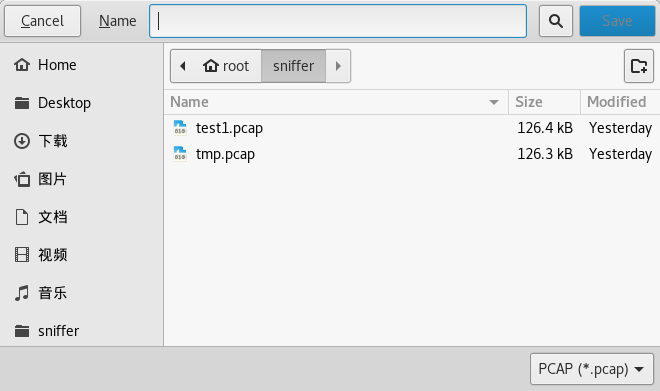 Cancel Name Save
Home
Desktop
下载
图片
文档
视频
音乐
sniffer
root sniffer
Name Size Modified
test1.pcap 126.4 kB Yesterday
tmp.pcap 126.3 kB Yesterday
PCAP (*.pcap)